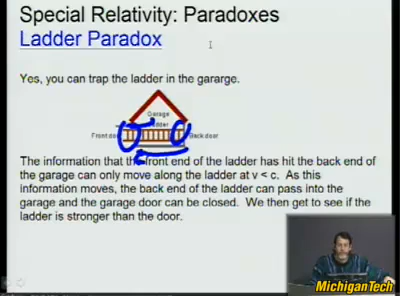 Special Relativity: Paradoxes
Ladder Paradox
Yes, you can trap the ladder in the gararge.
Garage
Back door
The information that the front end of the ladder has hit the back end of
the garage can only move along the ladder at v < c. As this
information moves, the back end of the ladder can pass into
the garage and the garage door can be closed. We then get to see if the
ladder is stronger than the door.
MichiganTech